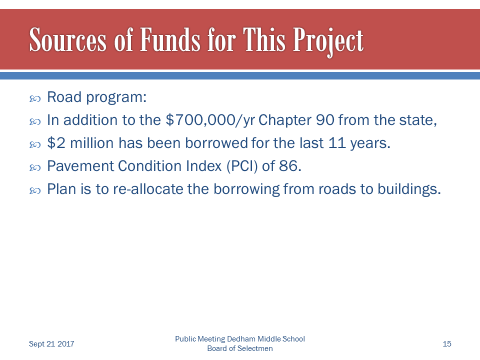 Sources of Funds for This Project
Road program:
In addition to the $700,000/yr Chapter 90 from the state,
$2 million has been borrowed for the last 11 years.
Pavement Condition Index (PCI) of 86.
Plan is to re-allocate the borrowing from roads to buildings.
Sept 21 2017
Public Meeting Dedham Middle School
Board of Selectmen
15